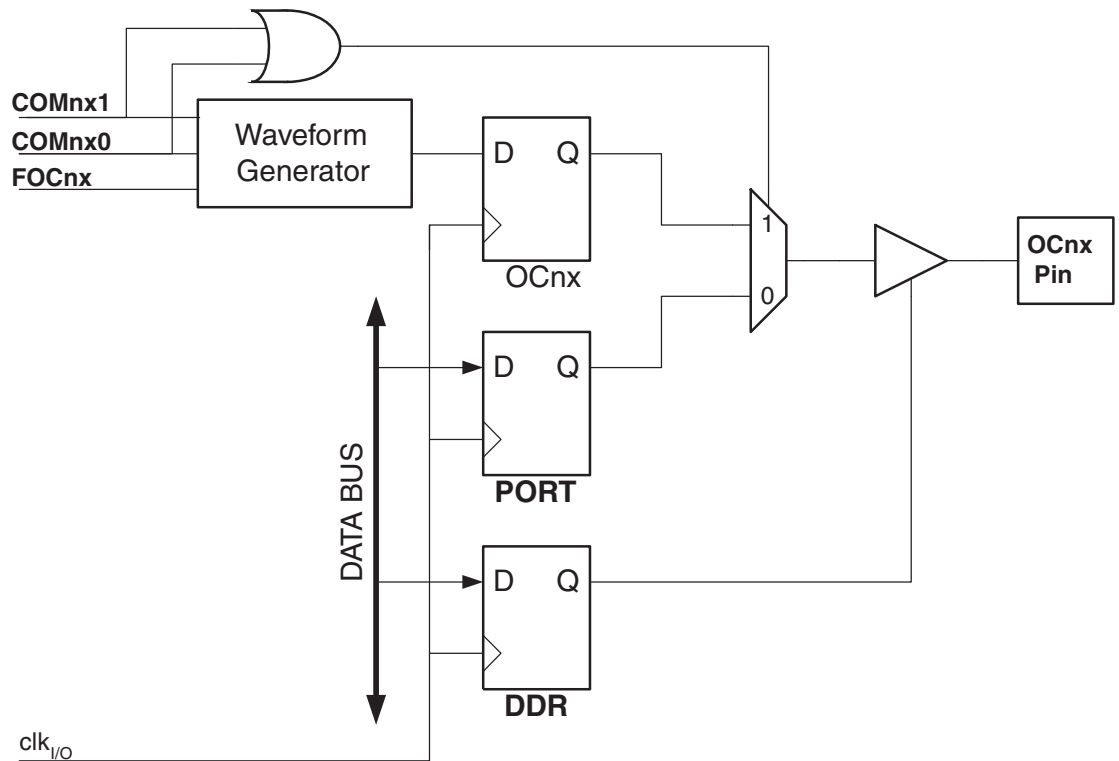 COMnx1
COMnx0
FOCnx
Waveform
Generator
D Q
OCnx
1
0
OCnx
Pin
D Q
PORT
DATA BUS
D Q
DDR
clkI/O